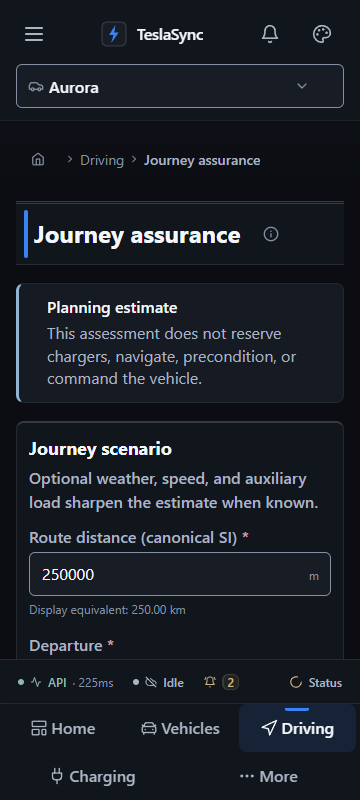 TeslaSync
Aurora
Driving
Journey assurance
Journey assurance
Planning estimate
This assessment does not reserve
chargers, navigate, precondition, or
command the vehicle.
Journey scenario
Optional weather, speed, and auxiliary
load sharpen the estimate when known.
Route distance (canonical SI) *
250000 m
Display equivalent: 250.00 km
Departure *
API · 225ms Idle 2 Status
Home Vehicles Driving
Charging More